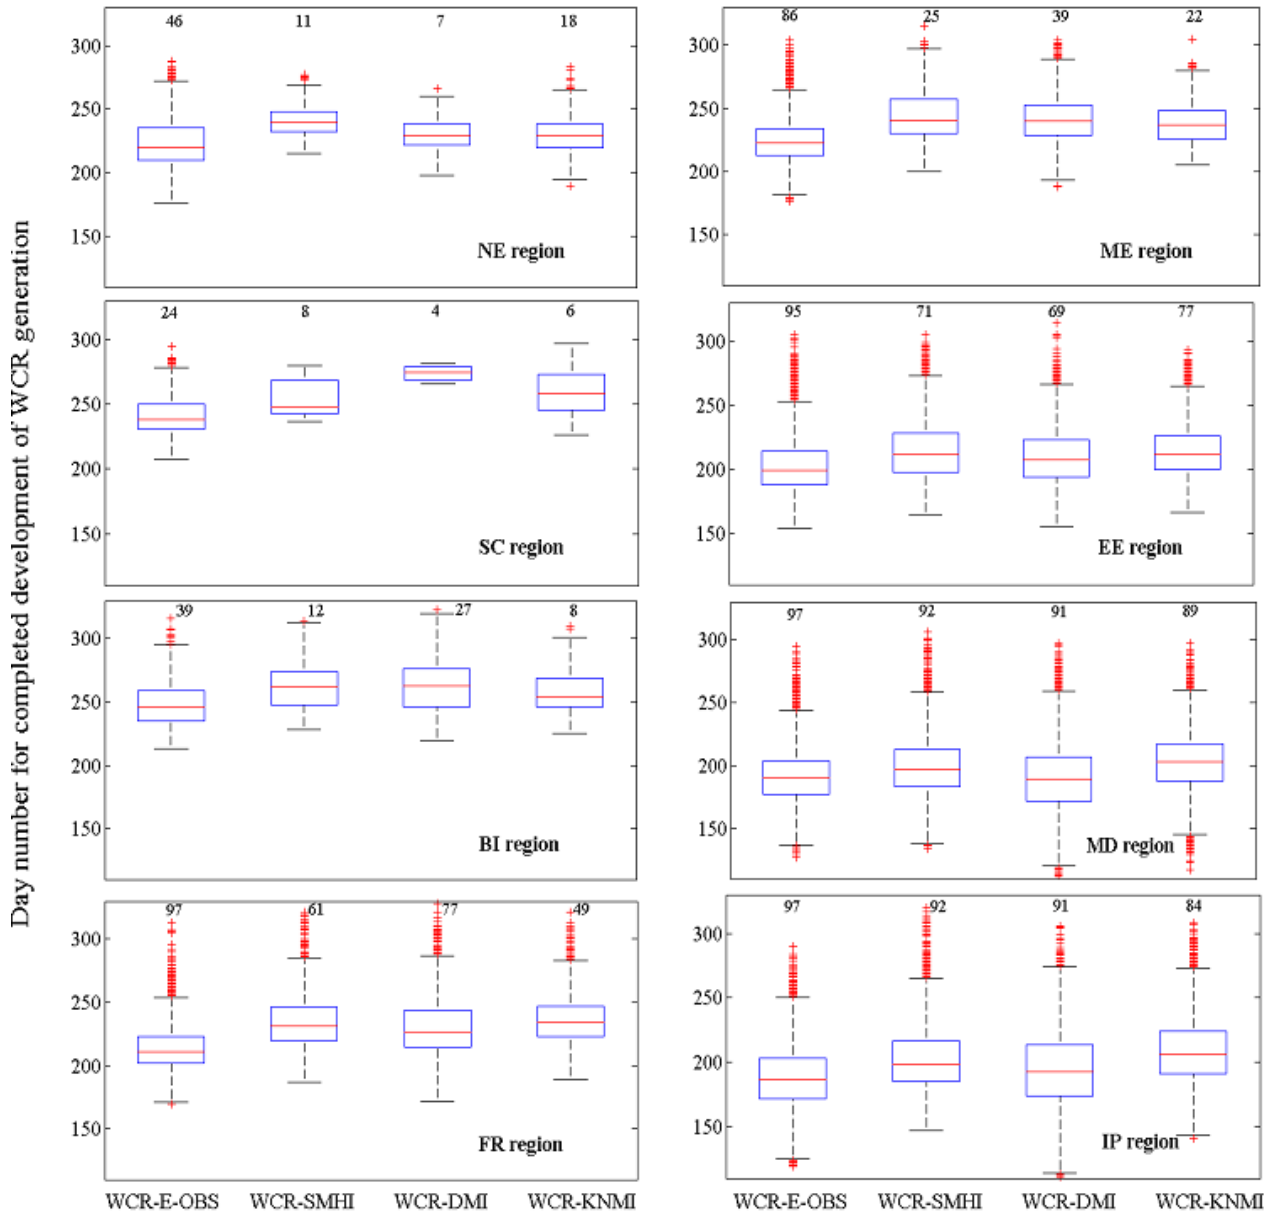 Day number for completed development of WCR generation
46 11 7 18
300
250
200
150
NE region
86 25 39 22
300
250
200
150
ME region
24 8 4 6
300
250
200
150
SC region
95 71 69 77
300
250
200
150
EE region
39 12 27 8
300
250
200
150
BI region
97 92 91 89
300
250
200
150
MD region
97 61 77 49
300
250
200
150
FR region
97 92 91 84
300
250
200
150
IP region
WCR-E-OBS WCR-SMHI WCR-DMI WCR-KNMI
WCR-E-OBS WCR-SMHI WCR-DMI WCR-KNMI